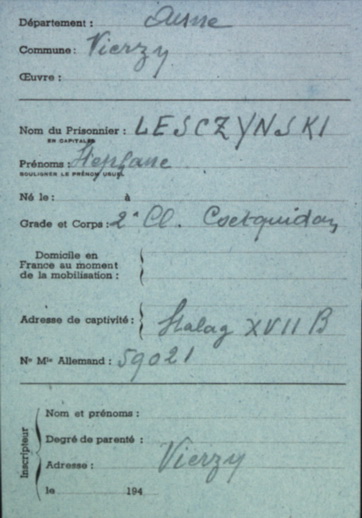 Département : Aisne
Commune : Vierzy
Œuvre :
Nom du Prisonnier : LESCZYNSKI
EN CAPITALES
Prénoms : Stephane
SOULIGNER LE PRÉNOM USUEL
Né le : à
Grade et Corps : 2e Cl. Coetquidan
Domicile en
France au moment
de la mobilisation :
Adresse de captivité : Stalag XVII B
No Mle Allemand : 59021
Inscripteur
Nom et prénoms :
Degré de parenté :
Adresse : Vierzy
le 194